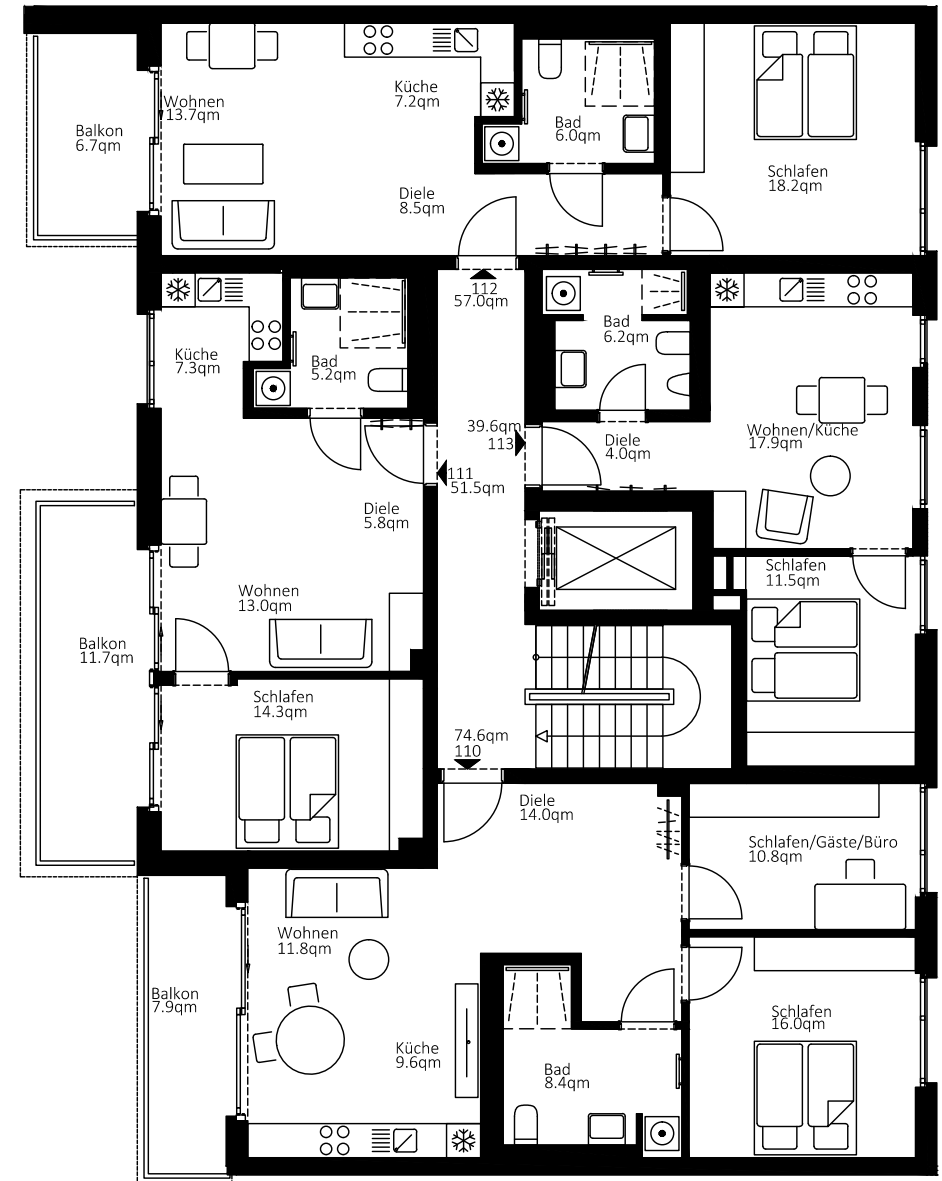 Küche
7.2qm
Wohnen
13.7qm
Bad
6.0qm
Balkon
6.7qm
Schlafen
18.2qm
Diele
8.5qm
112
57.0qm
Bad
6.2qm
Küche
7.3qm
Bad
5.2qm
39.6qm
113
Diele
4.0qm
Wohnen/Küche
17.9qm
111
51.5qm
Diele
5.8qm
Schlafen
11.5qm
Wohnen
13.0qm
Balkon
11.7qm
Schlafen
14.3qm
74.6qm
110
Diele
14.0qm
Schlafen/Gäste/Büro
10.8qm
Wohnen
11.8qm
Balkon
7.9qm
Schlafen
16.0qm
Küche
9.6qm
Bad
8.4qm